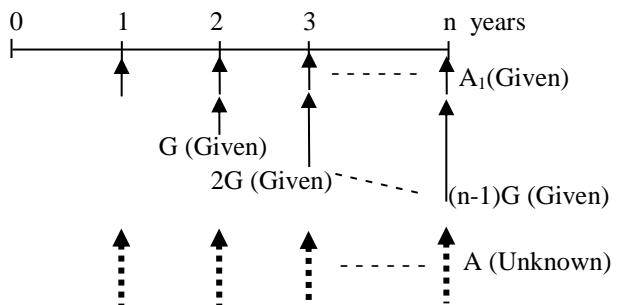 0 1 2 3 n years
A₁(Given)
G (Given)
2G (Given)
(n-1)G (Given)
A (Unknown)